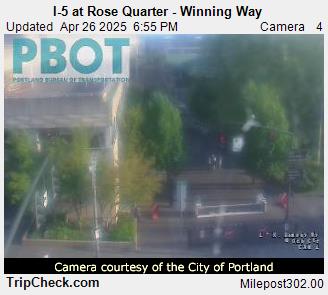 I-5 at Rose Quarter - Winning Way
Updated Apr 26 2025 6:55 PM Camera 4
PBOT
PORTLAND BUREAU OF TRANSPORTATION
Camera courtesy of the City of Portland
TripCheck.com Milepost302.00